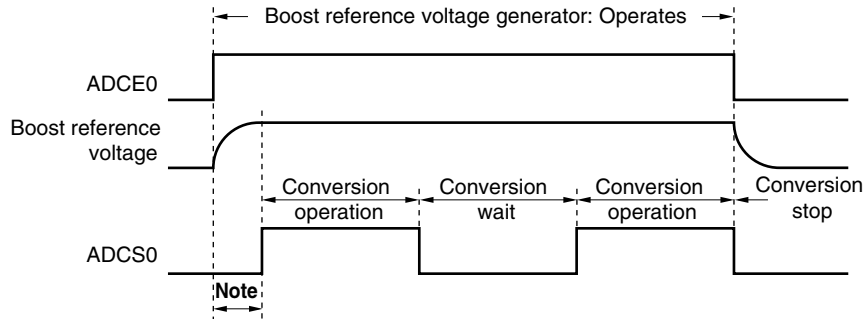 Boost reference voltage generator: Operates
ADCE0
Boost reference
voltage
Conversion
operation
Conversion
wait
Conversion
operation
Conversion
stop
ADCS0
Note